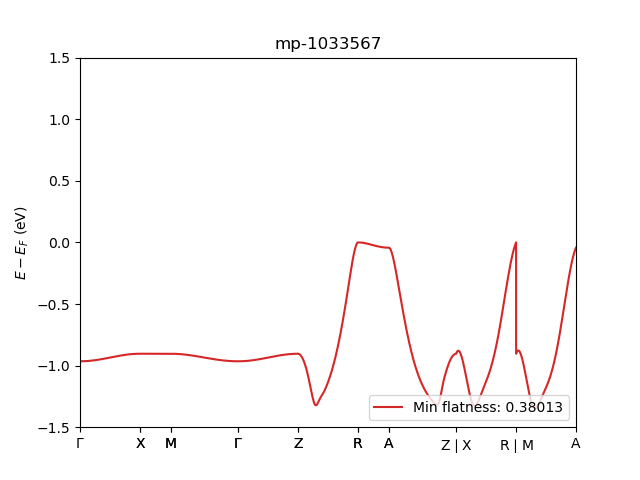 mp-1033567
E − E_F (eV)
1.5
1.0
0.5
0.0
−0.5
−1.0
−1.5
Γ X M Γ Z R A Z | X R | M A
Min flatness: 0.38013